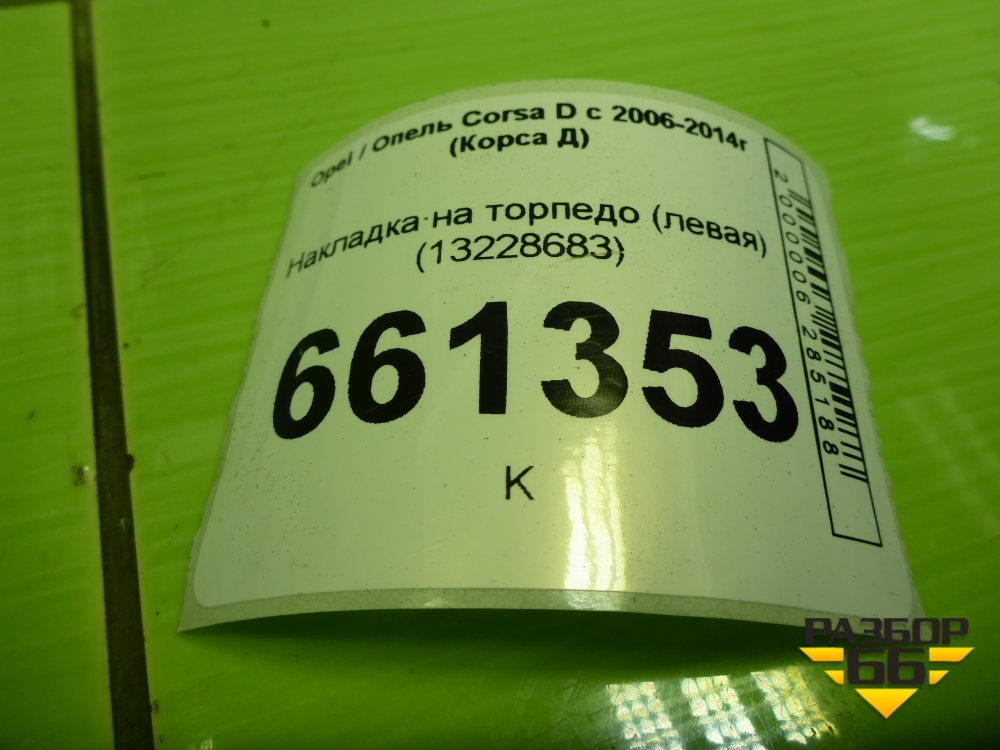 Opel / Опель Corsa D с 2006-2014г
(Корса Д)
Накладка на торпедо (левая)
(13228683)
661353
К
2000006285188
РАЗБОР
66